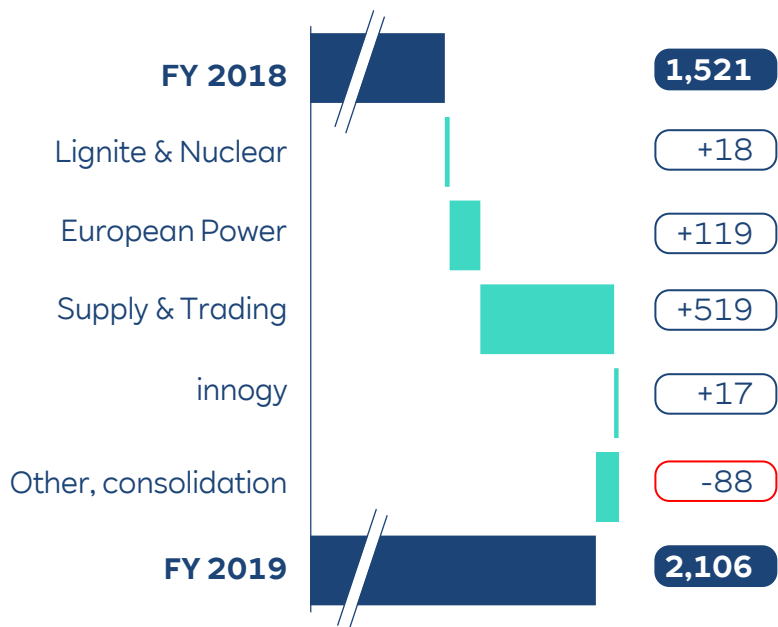 FY 2018 1,521
Lignite & Nuclear +18
European Power +119
Supply & Trading +519
innogy +17
Other, consolidation -88
FY 2019 2,106